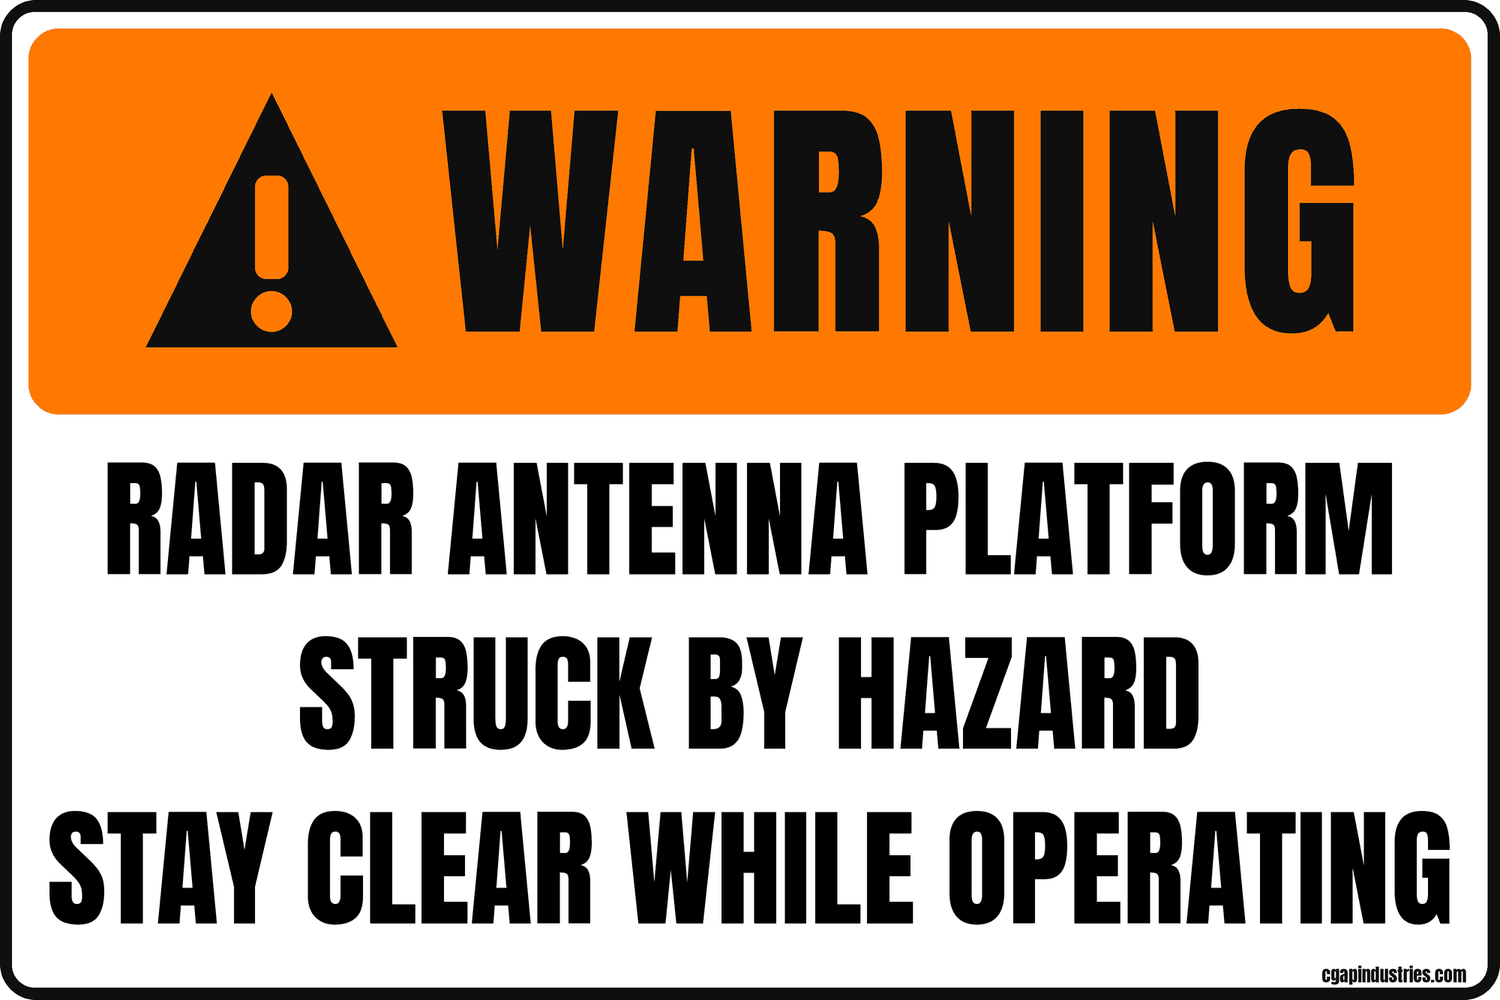 WARNING
RADAR ANTENNA PLATFORM
STRUCK BY HAZARD
STAY CLEAR WHILE OPERATING
cgapindustries.com